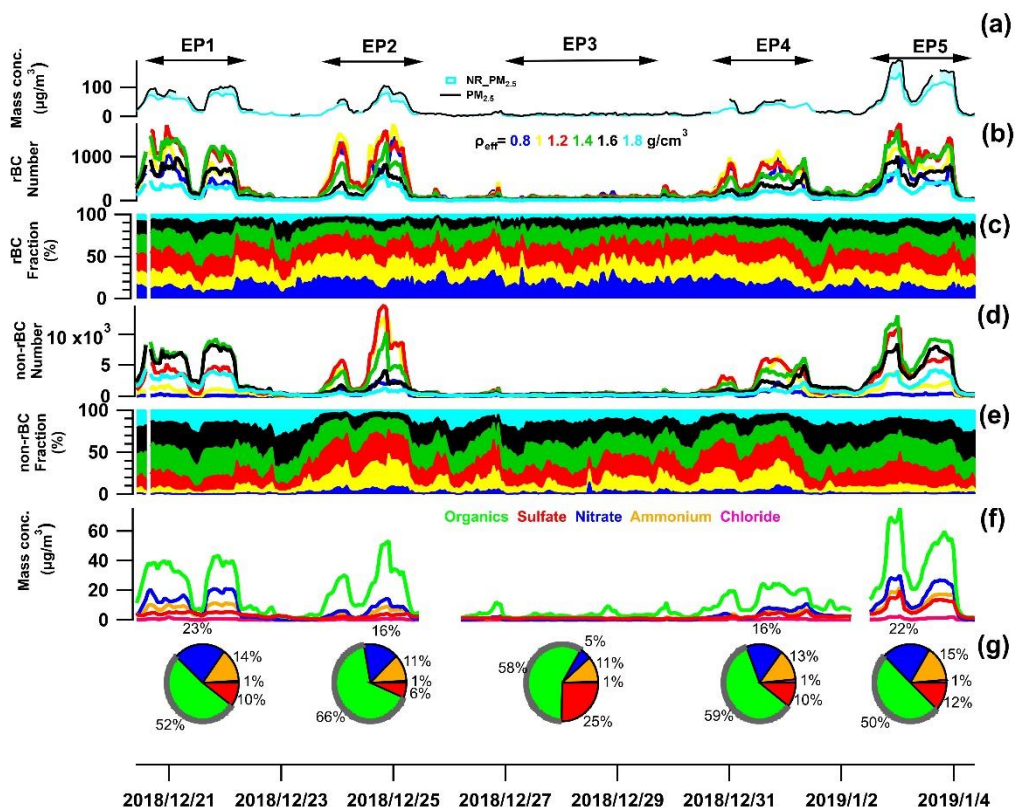 (a)
EP1 EP2 EP3 EP4 EP5
Mass conc.
(µg/m³)
100
0
NR_PM2.5
PM2.5
(b)
rBC
Number
1000
0
ρeff= 0.8 1 1.2 1.4 1.6 1.8 g/cm³
(c)
rBC
Fraction
(%)
100
50
0
(d)
non-rBC
Number
10 x10³
5
0
(e)
non-rBC
Fraction
(%)
100
50
0
(f)
Mass conc.
(µg/m³)
60
40
20
0
Organics Sulfate Nitrate Ammonium Chloride
(g)
23% 14% 1% 10% 52%
16% 11% 1% 6% 66%
5% 11% 1% 25% 58%
16% 13% 1% 10% 59%
22% 15% 1% 12% 50%
2018/12/21 2018/12/23 2018/12/25 2018/12/27 2018/12/29 2018/12/31 2019/1/2 2019/1/4